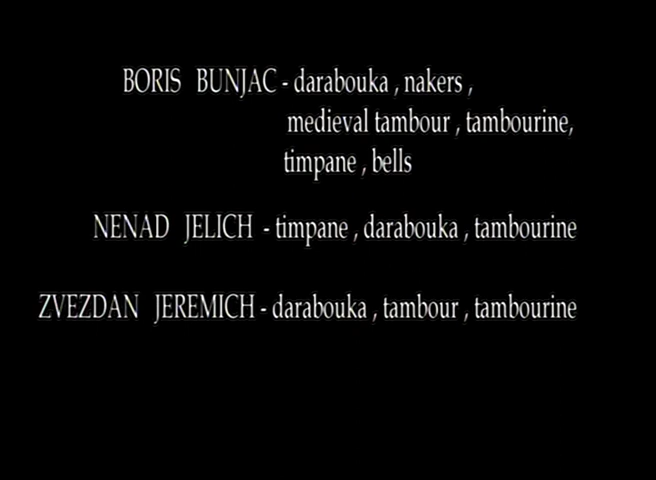 BORIS BUNJAC - darabouka , nakers ,
medieval tambour , tambourine,
timpane , bells
NENAD JELICH - timpane , darabouka , tambourine
ZVEZDAN JEREMICH - darabouka , tambour , tambourine